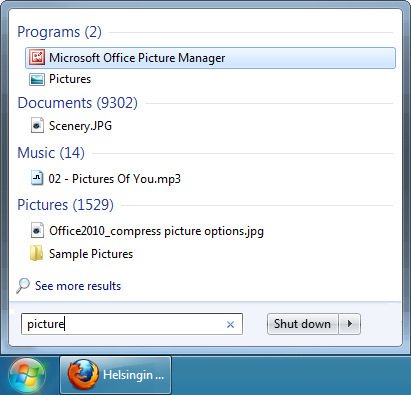 Programs (2)
Microsoft Office Picture Manager
Pictures
Documents (9302)
Scenery.JPG
Music (14)
02 - Pictures Of You.mp3
Pictures (1529)
Office2010_compress picture options.jpg
Sample Pictures
See more results
picture
Shut down
Helsingin ...